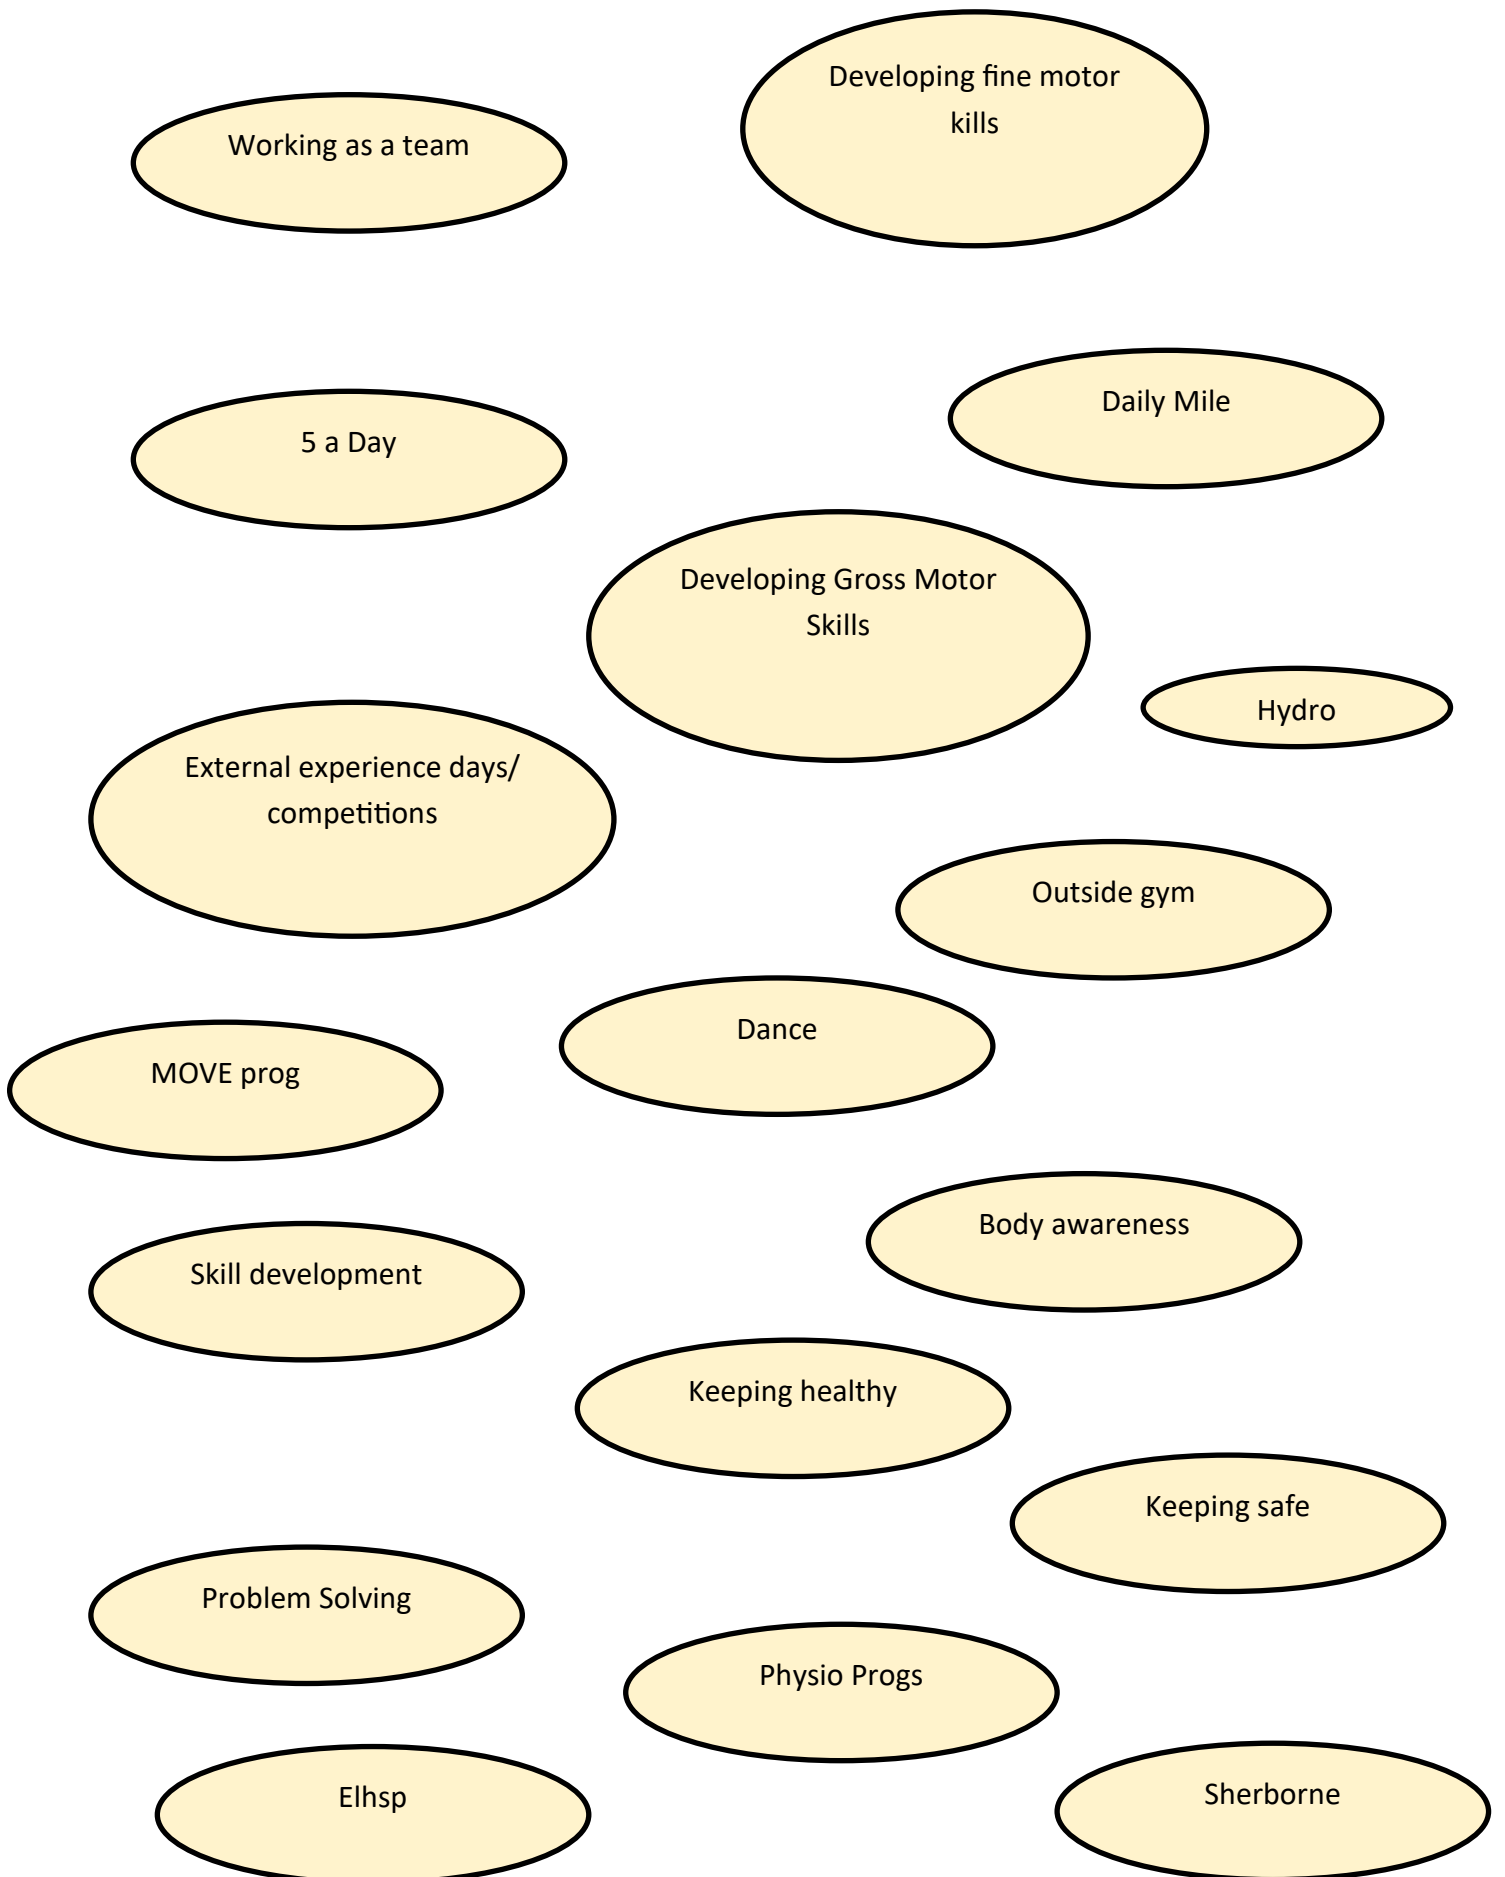 Developing fine motor
kills
Working as a team
Daily Mile
5 a Day
Developing Gross Motor
Skills
Hydro
External experience days/
competitions
Outside gym
Dance
MOVE prog
Body awareness
Skill development
Keeping healthy
Keeping safe
Problem Solving
Physio Progs
Elhsp
Sherborne